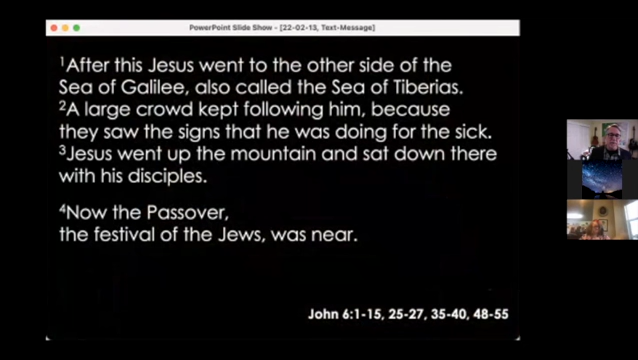 PowerPoint Slide Show - [22-02-13, Text-Message]
¹After this Jesus went to the other side of the
Sea of Galilee, also called the Sea of Tiberias.
²A large crowd kept following him, because
they saw the signs that he was doing for the sick.
³Jesus went up the mountain and sat down there
with his disciples.
⁴Now the Passover,
the festival of the Jews, was near.
John 6:1-15, 25-27, 35-40, 48-55